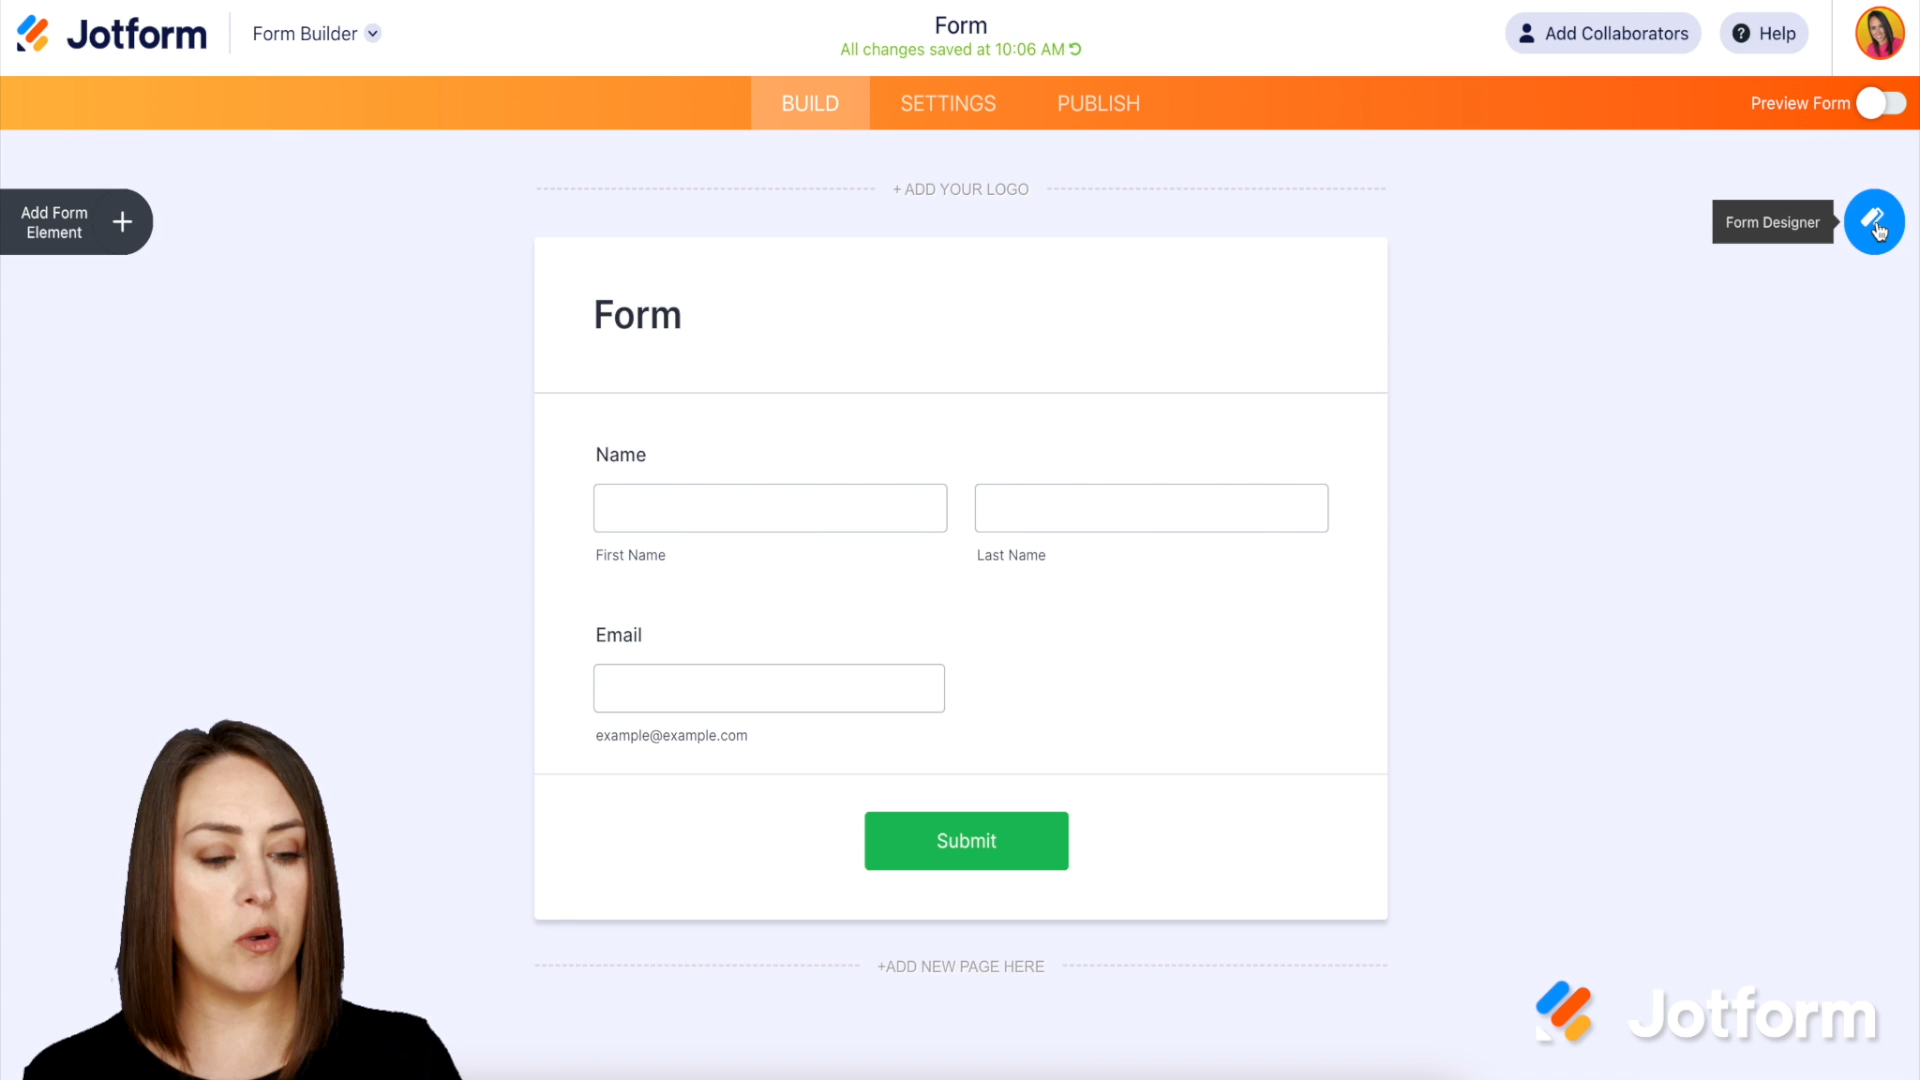 Jotform
Form Builder
Form
All changes saved at 10:06 AM
Add Collaborators
? Help
BUILD
SETTINGS
PUBLISH
Preview Form
+ ADD YOUR LOGO
Add Form
Element
+
Form Designer
Form
Name
First Name
Last Name
Email
example@example.com
Submit
+ADD NEW PAGE HERE
Jotform